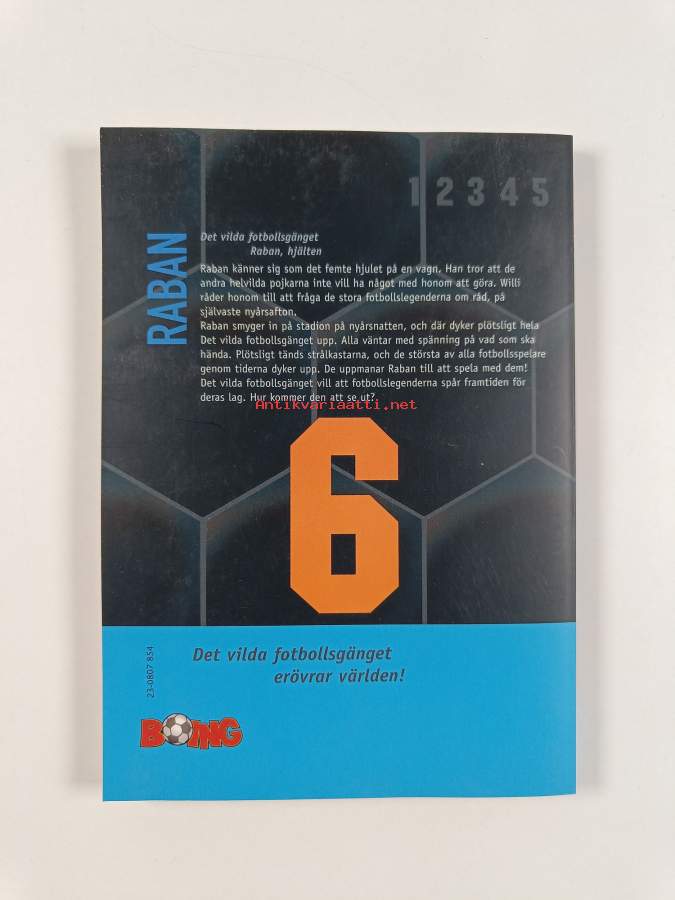 1 2 3 4 5
RABAN
Det vilda fotbollsgänget
Raban, hjälten
Raban känner sig som det femte hjulet på en vagn. Han tror att de
andra helvilda pojkarna inte vill ha något med honom att göra. Willi
råder honom till att fråga de stora fotbollslegenderna om råd, på
självaste nyårsafton.
Raban smyger in på stadion på nyårsnatten, och där dyker plötsligt hela
Det vilda fotbollsgänget upp. Alla väntar med spänning på vad som ska
hända. Plötsligt tänds strålkastarna, och de största av alla fotbollsspelare
genom tiderna dyker upp. De uppmanar Raban till att spela med dem!
Det vilda fotbollsgänget vill att fotbollslegenderna spår framtiden för
deras lag. Hur kommer den att se ut?
Antikvariaatti.net
6
Det vilda fotbollsgänget
erövrar världen!
23-0807 854
BOING